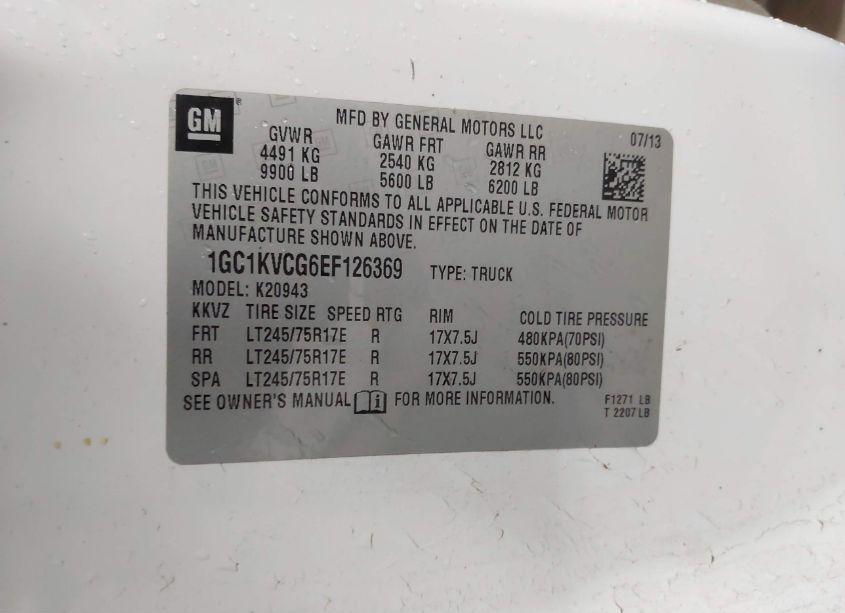 GM ®
MFD BY GENERAL MOTORS LLC 07/13
GVWR GAWR FRT GAWR RR
4491 KG 2540 KG 2812 KG
9900 LB 5600 LB 6200 LB
THIS VEHICLE CONFORMS TO ALL APPLICABLE U.S. FEDERAL MOTOR
VEHICLE SAFETY STANDARDS IN EFFECT ON THE DATE OF
MANUFACTURE SHOWN ABOVE.
1GC1KVCG6EF126369 TYPE: TRUCK
MODEL: K20943
KKVZ TIRE SIZE SPEED RTG RIM COLD TIRE PRESSURE
FRT LT245/75R17E R 17X7.5J 480KPA(70PSI)
RR LT245/75R17E R 17X7.5J 550KPA(80PSI)
SPA LT245/75R17E R 17X7.5J 550KPA(80PSI)
SEE OWNER'S MANUAL FOR MORE INFORMATION.
F1271 LB
T 2207 LB